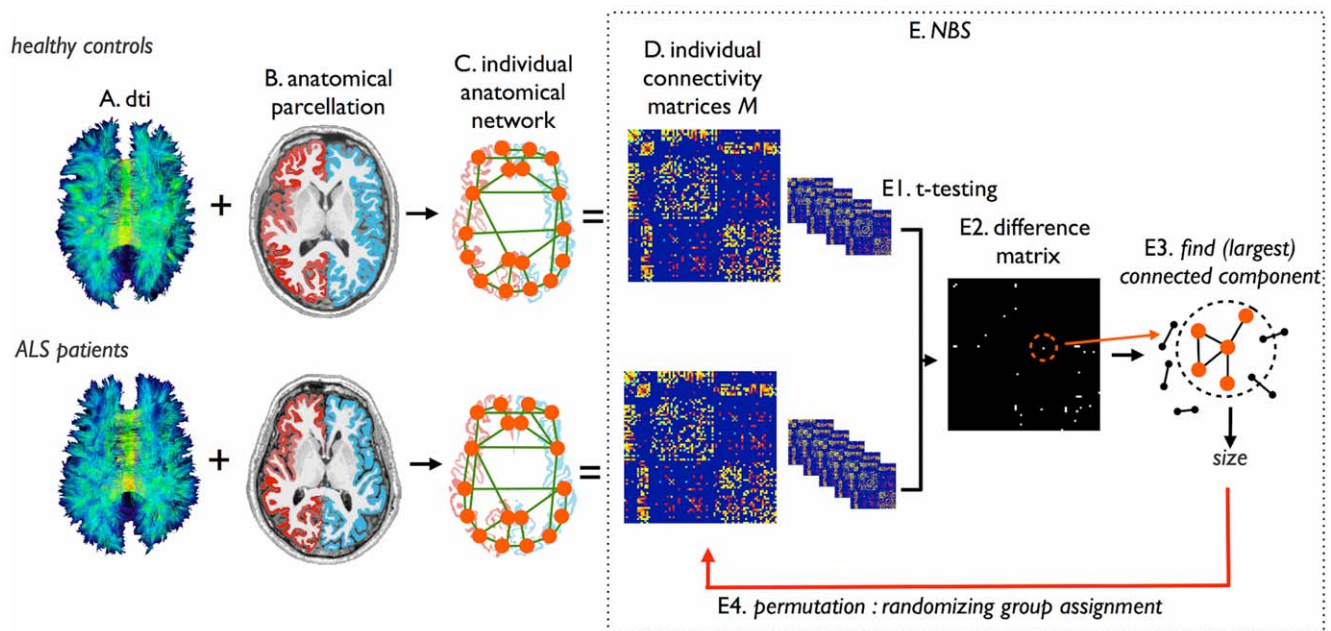 healthy controls
A. dti
B. anatomical
parcellation
C. individual
anatomical
network
D. individual
connectivity
matrices M
E. NBS
E1. t-testing
E2. difference
matrix
E3. find (largest)
connected component
size
ALS patients
+
=
+
=
E4. permutation : randomizing group assignment